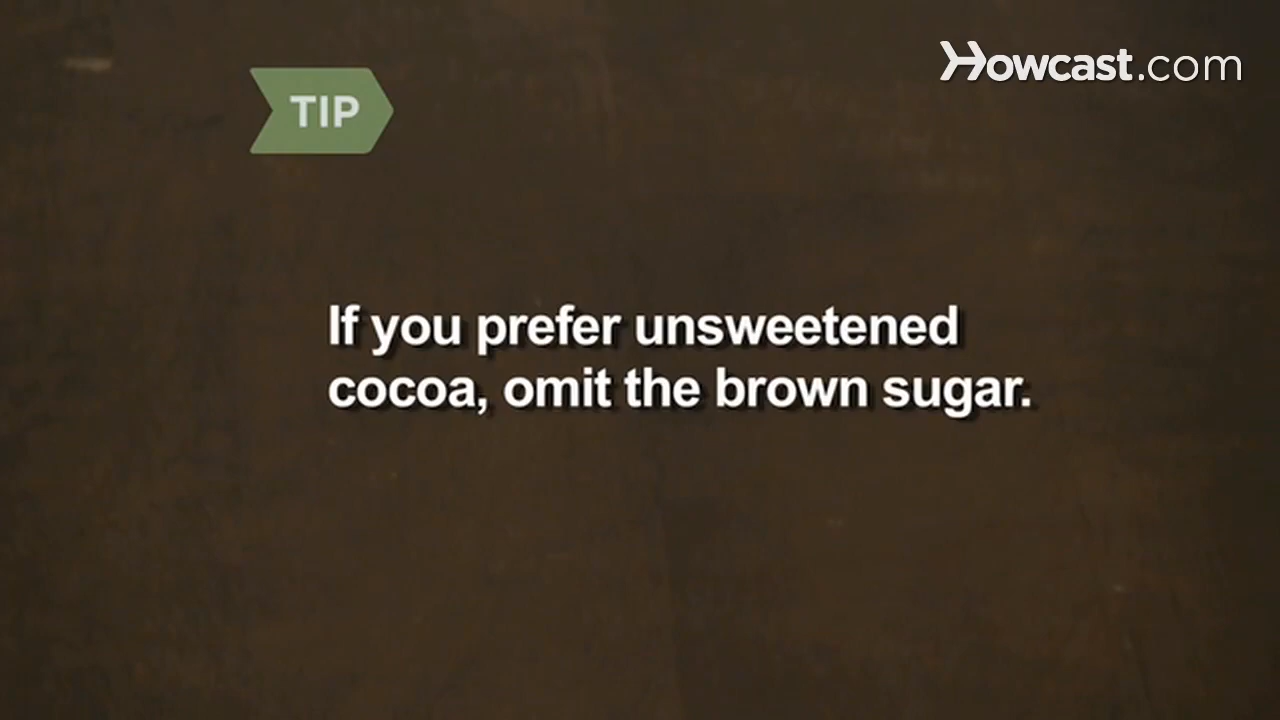 Howcast.com
TIP
If you prefer unsweetened
cocoa, omit the brown sugar.